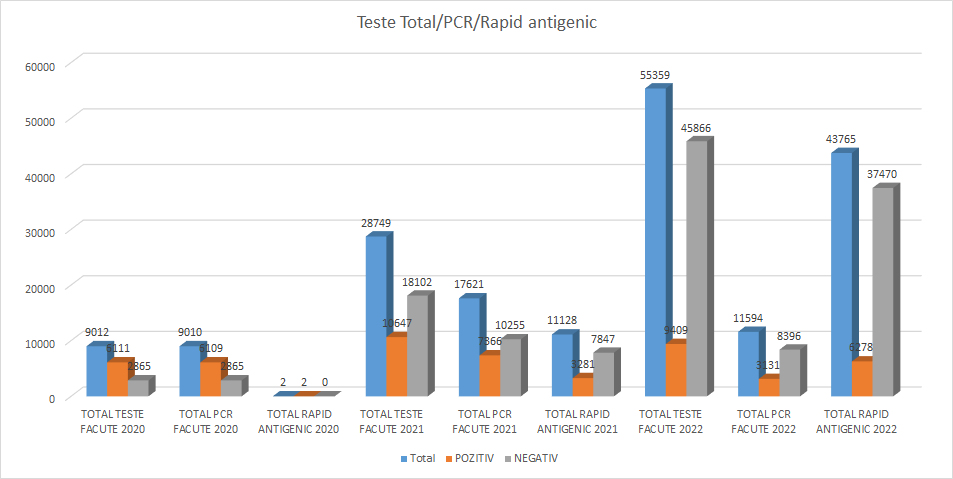 Teste Total/PCR/Rapid antigenic
60000
50000
40000
30000
20000
10000
0
9012
6111
2865
9010
6109
2865
2
2
0
28749
10647
18102
17621
7366
10255
11128
3281
7847
55359
9409
45866
11594
3131
8396
43765
6278
37470
TOTAL TESTE
FACUTE 2020
TOTAL PCR
FACUTE 2020
TOTAL RAPID
ANTIGENIC 2020
TOTAL TESTE
FACUTE 2021
TOTAL PCR
FACUTE 2021
TOTAL RAPID
ANTIGENIC 2021
TOTAL TESTE
FACUTE 2022
TOTAL PCR
FACUTE 2022
TOTAL RAPID
ANTIGENIC 2022
Total
POZITIV
NEGATIV